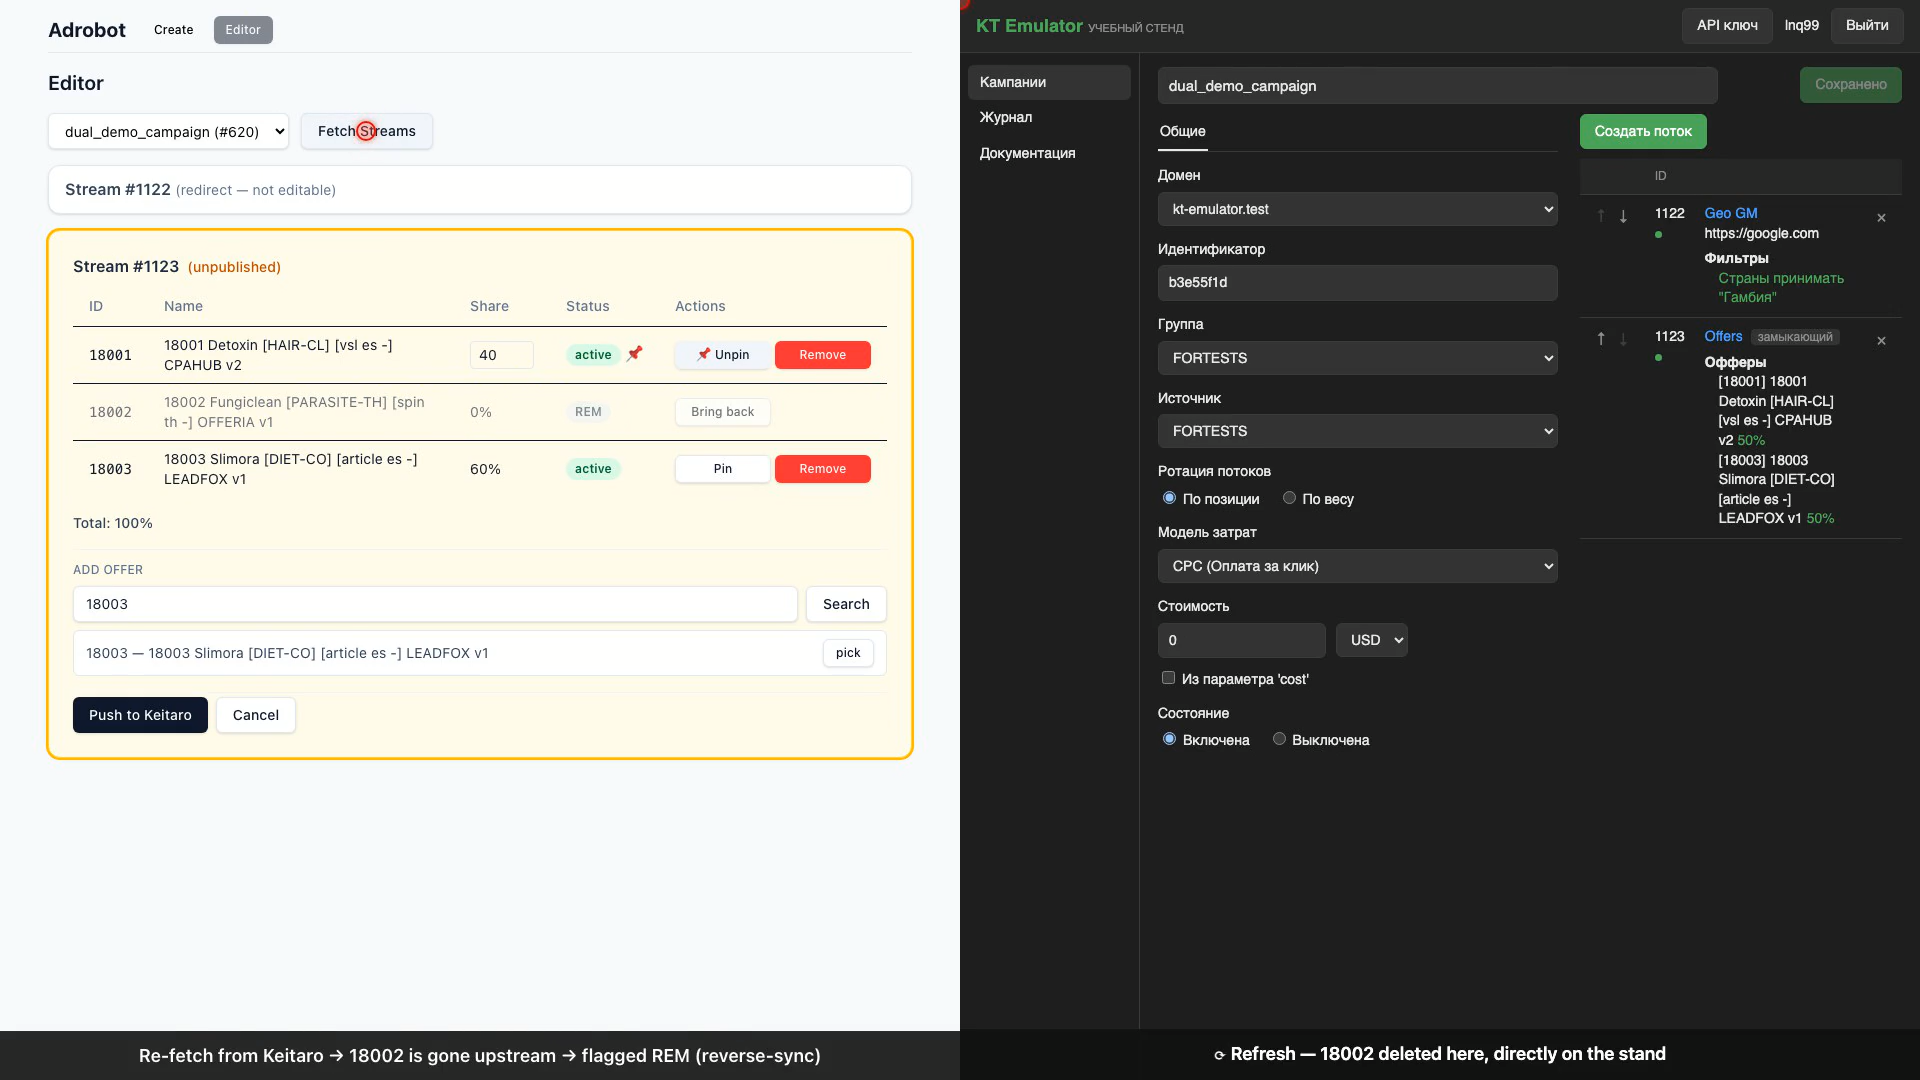 Adrobot
Create
Editor
Editor
dual_demo_campaign (#620)
Fetch Streams
Stream #1122 (redirect — not editable)
Stream #1123 (unpublished)
ID Name Share Status Actions
18001
18001 Detoxin [HAIR-CL] [vsl es -]
CPAHUB v2
40
active
📌 Unpin
Remove
18002
18002 Fungiclean [PARASITE-TH] [spin
th -] OFFERIA v1
0%
REM
Bring back
18003
18003 Slimora [DIET-CO] [article es -]
LEADFOX v1
60%
active
Pin
Remove
Total: 100%
ADD OFFER
18003
Search
18003 — 18003 Slimora [DIET-CO] [article es -] LEADFOX v1
pick
Push to Keitaro
Cancel
Re-fetch from Keitaro → 18002 is gone upstream → flagged REM (reverse-sync)
KT Emulator УЧЕБНЫЙ СТЕНД
API ключ
lnq99
Выйти
Кампании
Журнал
Документация
dual_demo_campaign
Сохранено
Общие
Домен
kt-emulator.test
Идентификатор
b3e55f1d
Группа
FORTESTS
Источник
FORTESTS
Ротация потоков
По позиции
По весу
Модель затрат
CPC (Оплата за клик)
Стоимость
0
USD
Из параметра 'cost'
Состояние
Включена
Выключена
Создать поток
ID
↑ ↓ 1122 Geo GM ×
https://google.com
Фильтры
Страны принимать
"Гамбия"
↑ ↓ 1123 Offers замыкающий ×
Офферы
[18001] 18001
Detoxin [HAIR-CL]
[vsl es -] CPAHUB
v2 50%
[18003] 18003
Slimora [DIET-CO]
[article es -]
LEADFOX v1 50%
⟳ Refresh — 18002 deleted here, directly on the stand